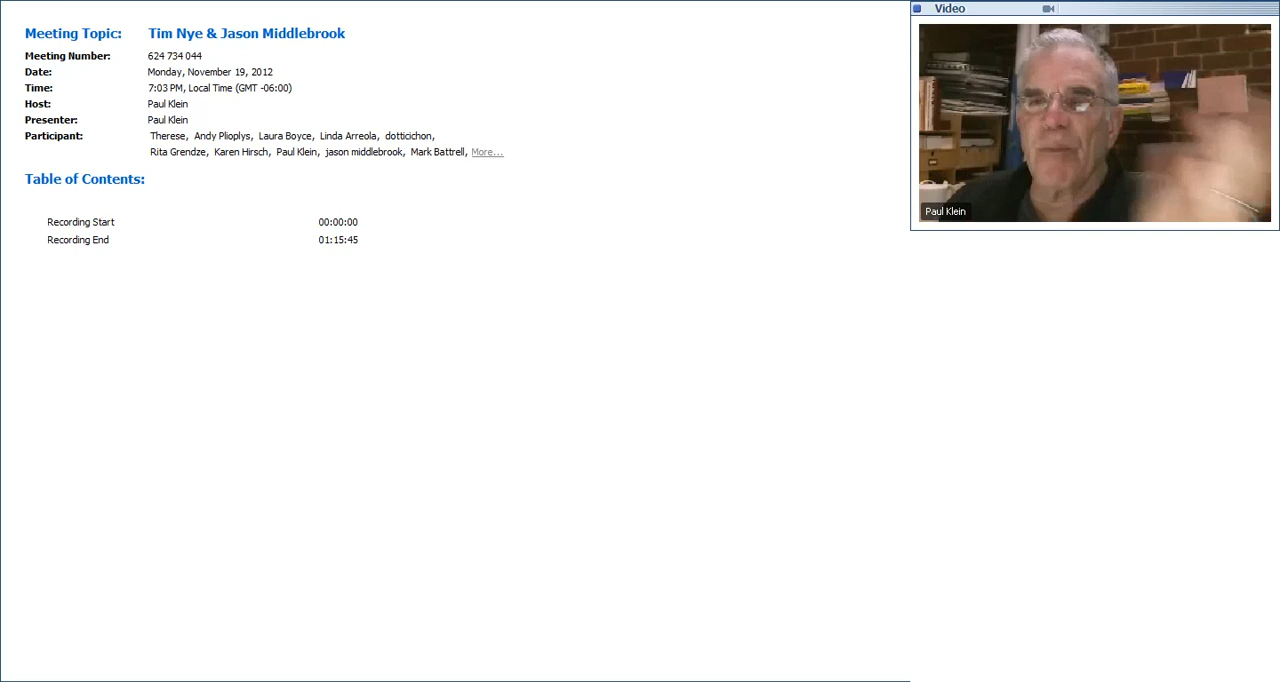 Meeting Topic: Tim Nye & Jason Middlebrook
Meeting Number: 624 734 044
Date: Monday, November 19, 2012
Time: 7:03 PM, Local Time (GMT -06:00)
Host: Paul Klein
Presenter: Paul Klein
Participant: Therese, Andy Plioplys, Laura Boyce, Linda Arreola, dotticichon,
Rita Grendze, Karen Hirsch, Paul Klein, jason middlebrook, Mark Battrell, More...
Table of Contents:
Recording Start 00:00:00
Recording End 01:15:45
Video
Paul Klein